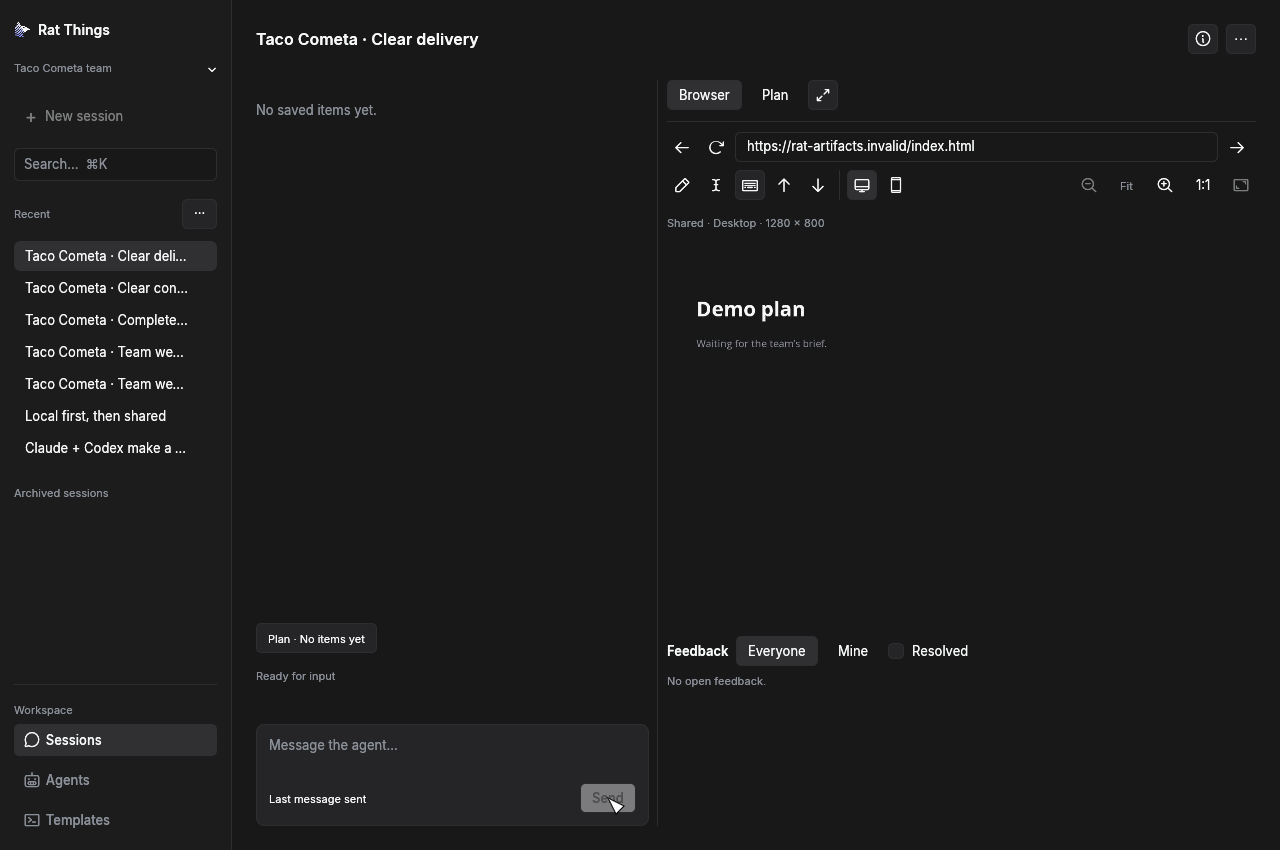 Rat Things
Taco Cometa team
+ New session
Search... ⌘K
Recent
...
Taco Cometa · Clear deli...
Taco Cometa · Clear con...
Taco Cometa · Complete...
Taco Cometa · Team we...
Taco Cometa · Team we...
Local first, then shared
Claude + Codex make a ...
Archived sessions
Workspace
Sessions
Agents
Templates
Taco Cometa · Clear delivery
No saved items yet.
Plan · No items yet
Ready for input
Message the agent...
Last message sent
Send
Browser
Plan
https://rat-artifacts.invalid/index.html
Fit
1:1
Shared · Desktop · 1280 × 800
Demo plan
Waiting for the team's brief.
Feedback
Everyone
Mine
Resolved
No open feedback.